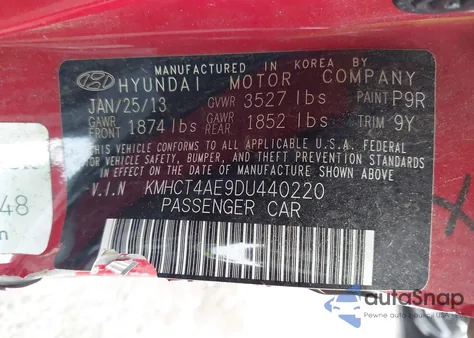 MANUFACTURED IN KOREA BY
HYUNDAI MOTOR COMPANY
JAN/25/13 GVWR 3527 lbs PAINT P9R
GAWR FRONT 1874 lbs GAWR REAR 1852 lbs TRIM 9Y
THIS VEHICLE CONFORMS TO ALL APPLICABLE U.S.A. FEDERAL
MOTOR VEHICLE SAFETY, BUMPER, AND THEFT PREVENTION STANDARDS
IN EFFECT ON THE DATE OF MANUFACTURE SHOWN ABOVE.
V.I.N KMHCT4AE9DU440220
PASSENGER CAR
48
autoSnap
Pewne auto